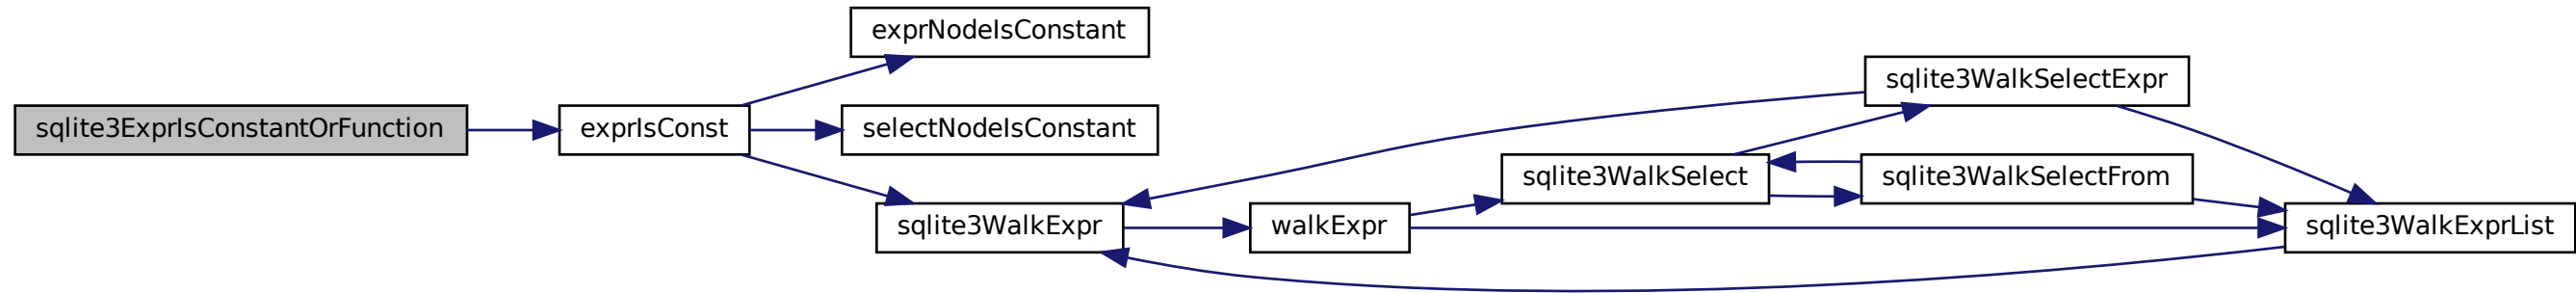 exprNodeIsConstant
sqlite3WalkSelectExpr
sqlite3ExprIsConstantOrFunction
exprIsConst
selectNodeIsConstant
sqlite3WalkSelect
sqlite3WalkSelectFrom
sqlite3WalkExpr
walkExpr
sqlite3WalkExprList